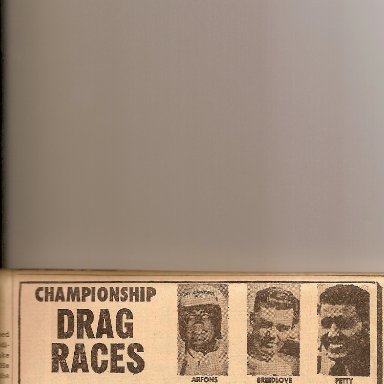 CHAMPIONSHIP
DRAG
RACES
ARFONS
BREEDLOVE
PETTY